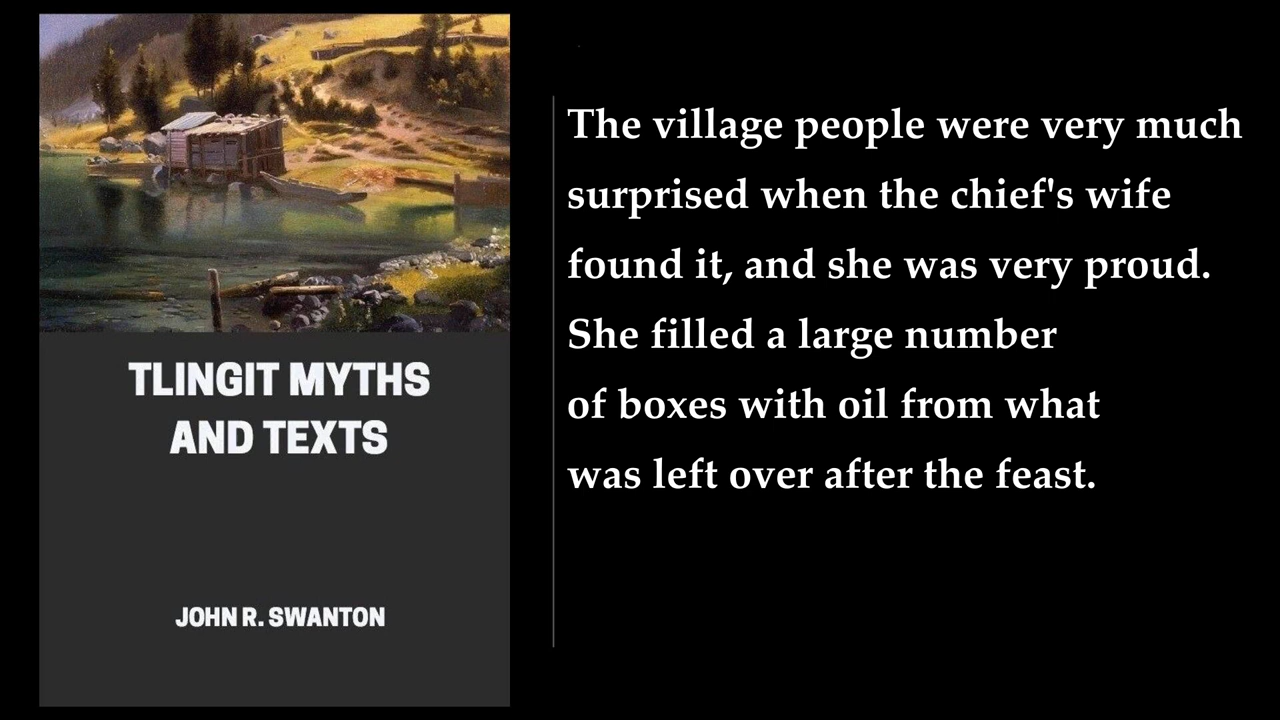 TLINGIT MYTHS
AND TEXTS
JOHN R. SWANTON
The village people were very much
surprised when the chief's wife
found it, and she was very proud.
She filled a large number
of boxes with oil from what
was left over after the feast.